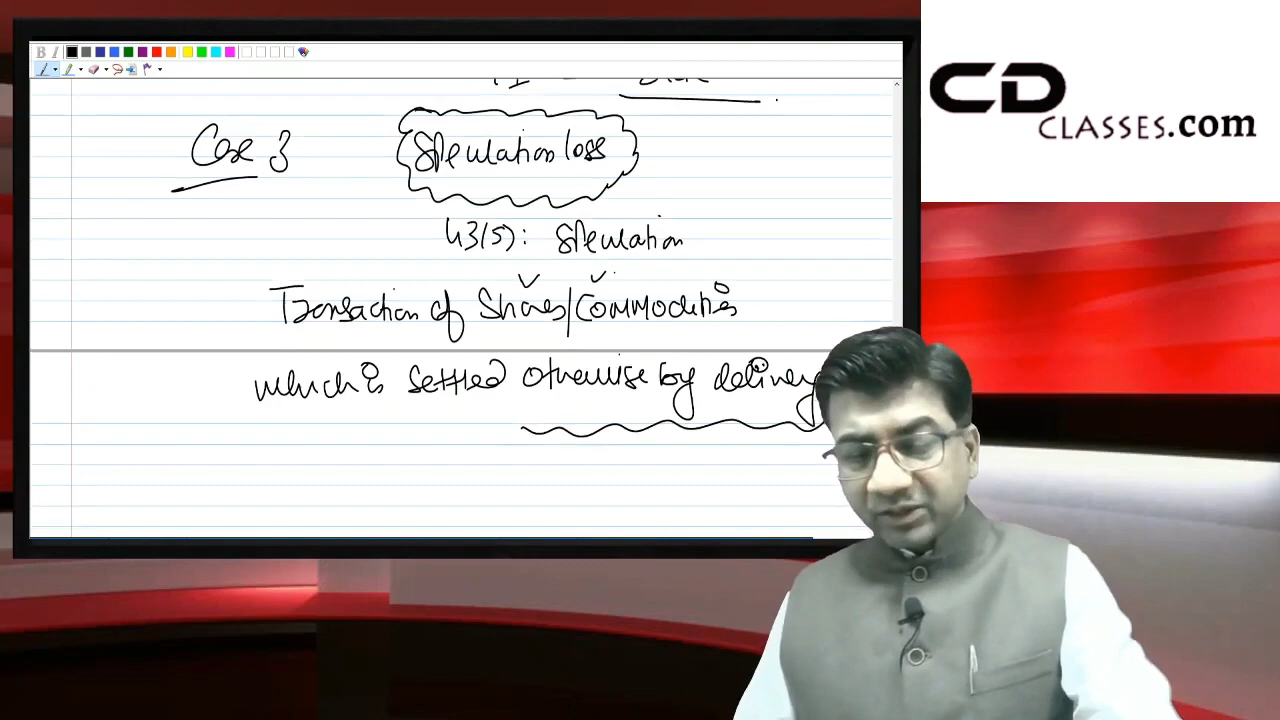 B I
Case 3
Speculation loss
43(5): Speculation
Transaction of Shares/Commodities
which is settled otherwise by delivery
CD
CLASSES.com